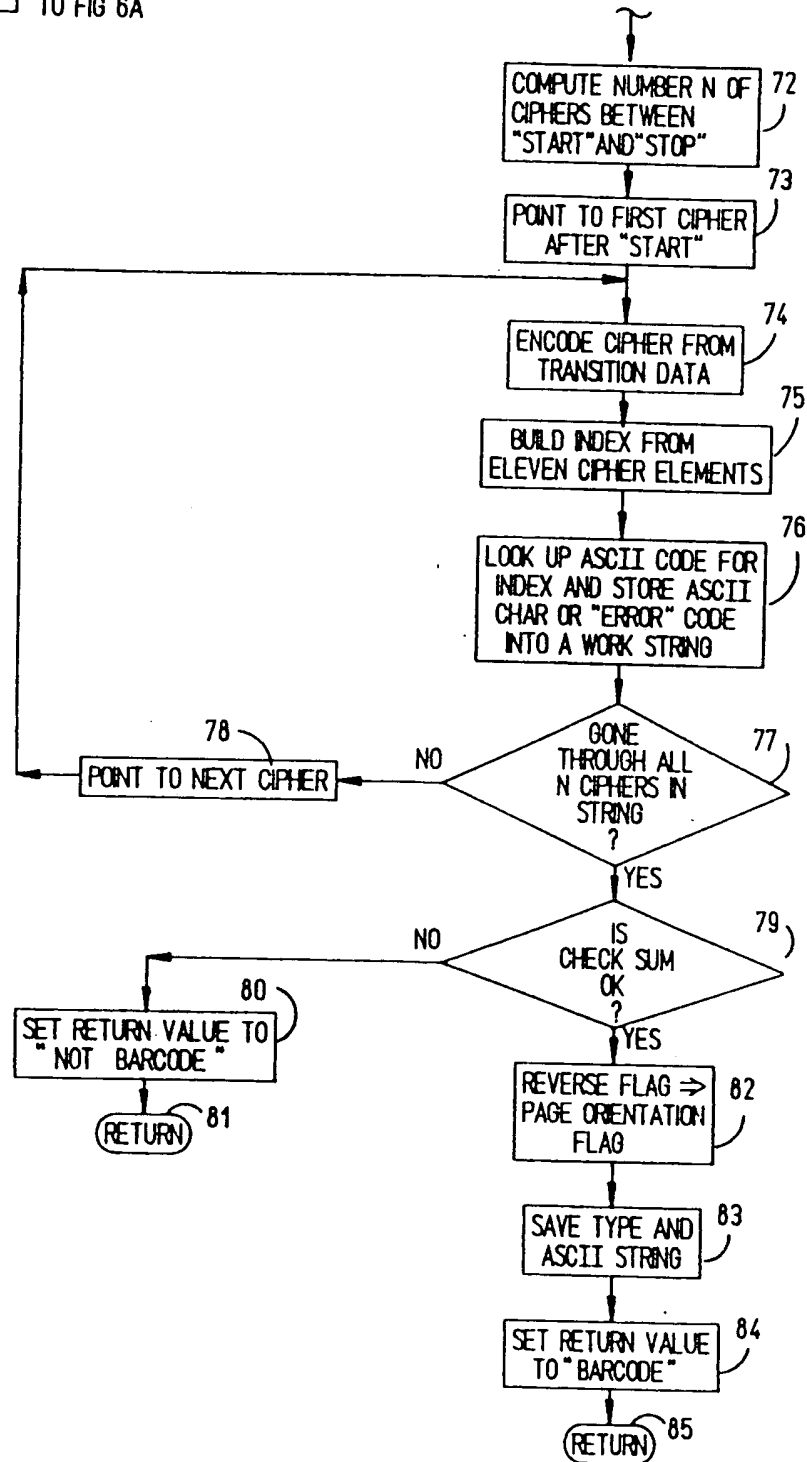 TO FIG 6A
COMPUTE NUMBER N OF
CIPHERS BETWEEN
"START" AND "STOP"
72
POINT TO FIRST CIPHER
AFTER "START"
73
ENCODE CIPHER FROM
TRANSITION DATA
74
BUILD INDEX FROM
ELEVEN CIPHER ELEMENTS
75
LOOK UP ASCII CODE FOR
INDEX AND STORE ASCII
CHAR OR "ERROR" CODE
INTO A WORK STRING
76
GONE
THROUGH ALL
N CIPHERS IN
STRING
?
77
NO
78
POINT TO NEXT CIPHER
YES
IS
CHECK SUM
OK
?
79
NO
80
SET RETURN VALUE TO
"NOT BARCODE"
RETURN
81
YES
REVERSE FLAG ⇒
PAGE ORIENTATION
FLAG
82
SAVE TYPE AND
ASCII STRING
83
SET RETURN VALUE
TO "BARCODE"
84
RETURN
85